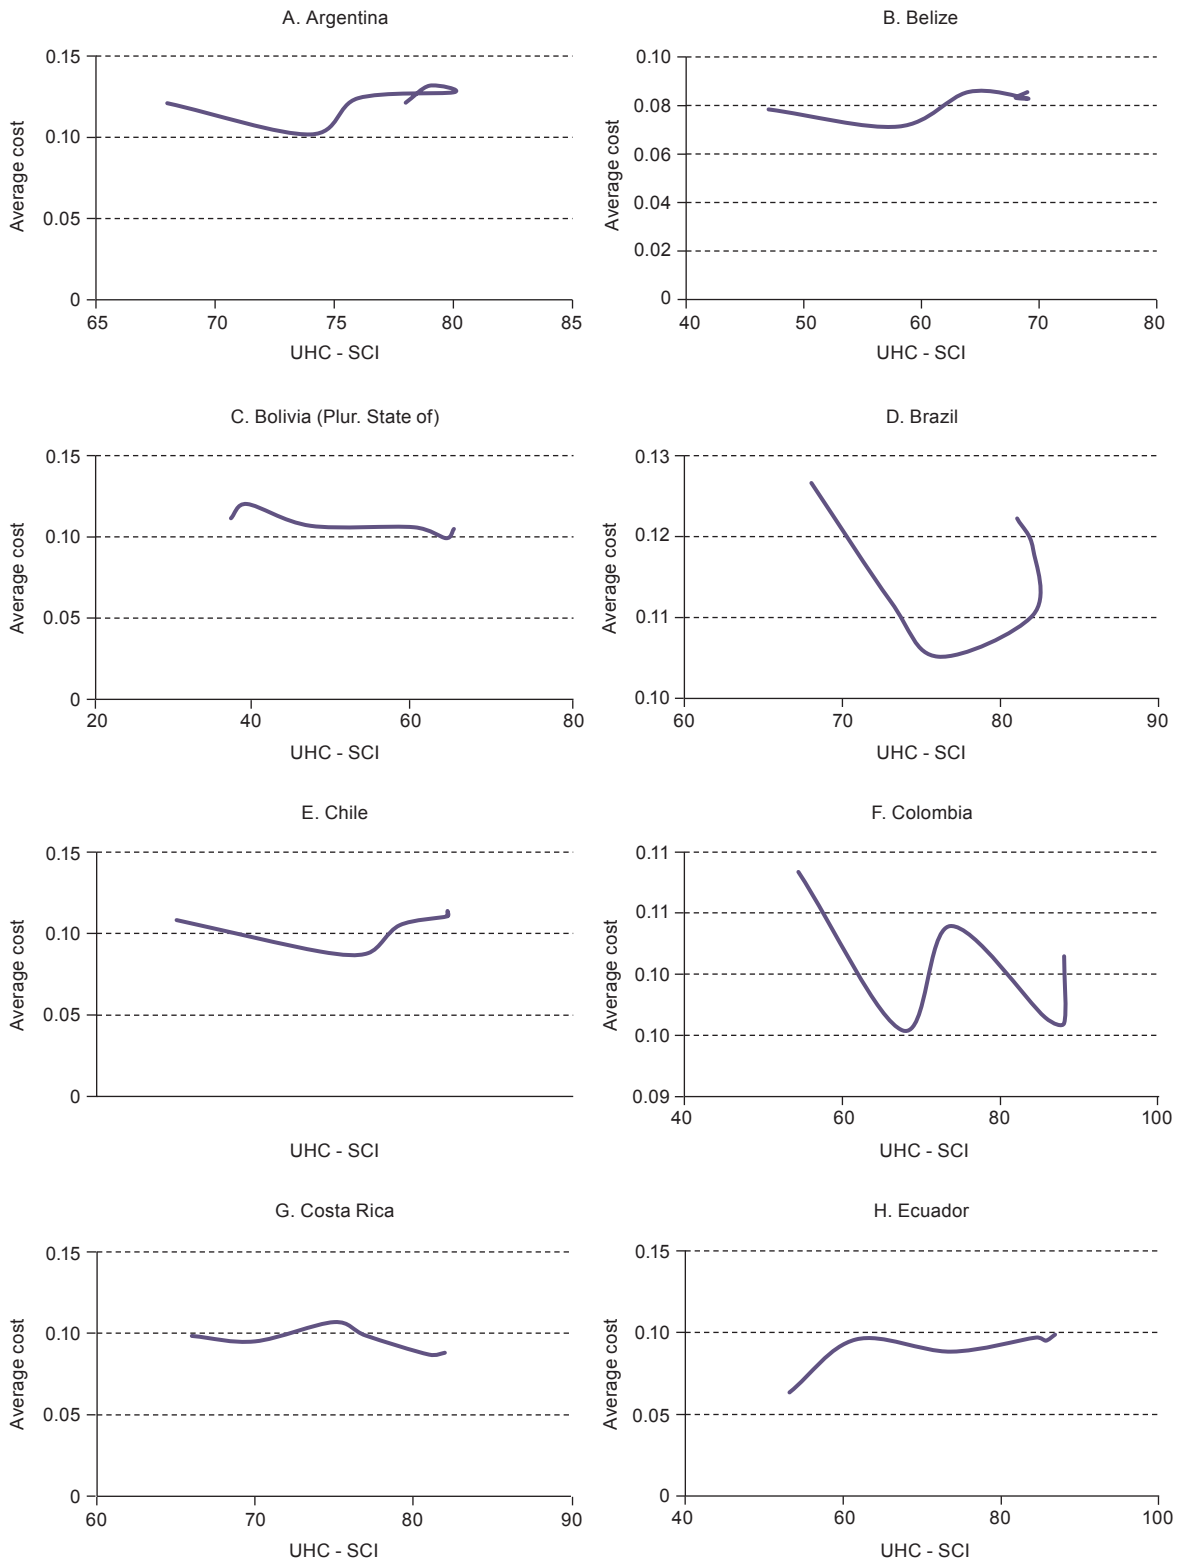 A. Argentina
0.15
0.10
0.05
0
65 70 75 80 85
Average cost
UHC - SCI
B. Belize
0.10
0.08
0.06
0.04
0.02
0
40 50 60 70 80
Average cost
UHC - SCI
C. Bolivia (Plur. State of)
0.15
0.10
0.05
0
20 40 60 80
Average cost
UHC - SCI
D. Brazil
0.13
0.12
0.11
0.10
60 70 80 90
Average cost
UHC - SCI
E. Chile
0.15
0.10
0.05
0
Average cost
UHC - SCI
F. Colombia
0.11
0.11
0.10
0.10
0.09
40 60 80 100
Average cost
UHC - SCI
G. Costa Rica
0.15
0.10
0.05
0
60 70 80 90
Average cost
UHC - SCI
H. Ecuador
0.15
0.10
0.05
0
40 60 80 100
Average cost
UHC - SCI